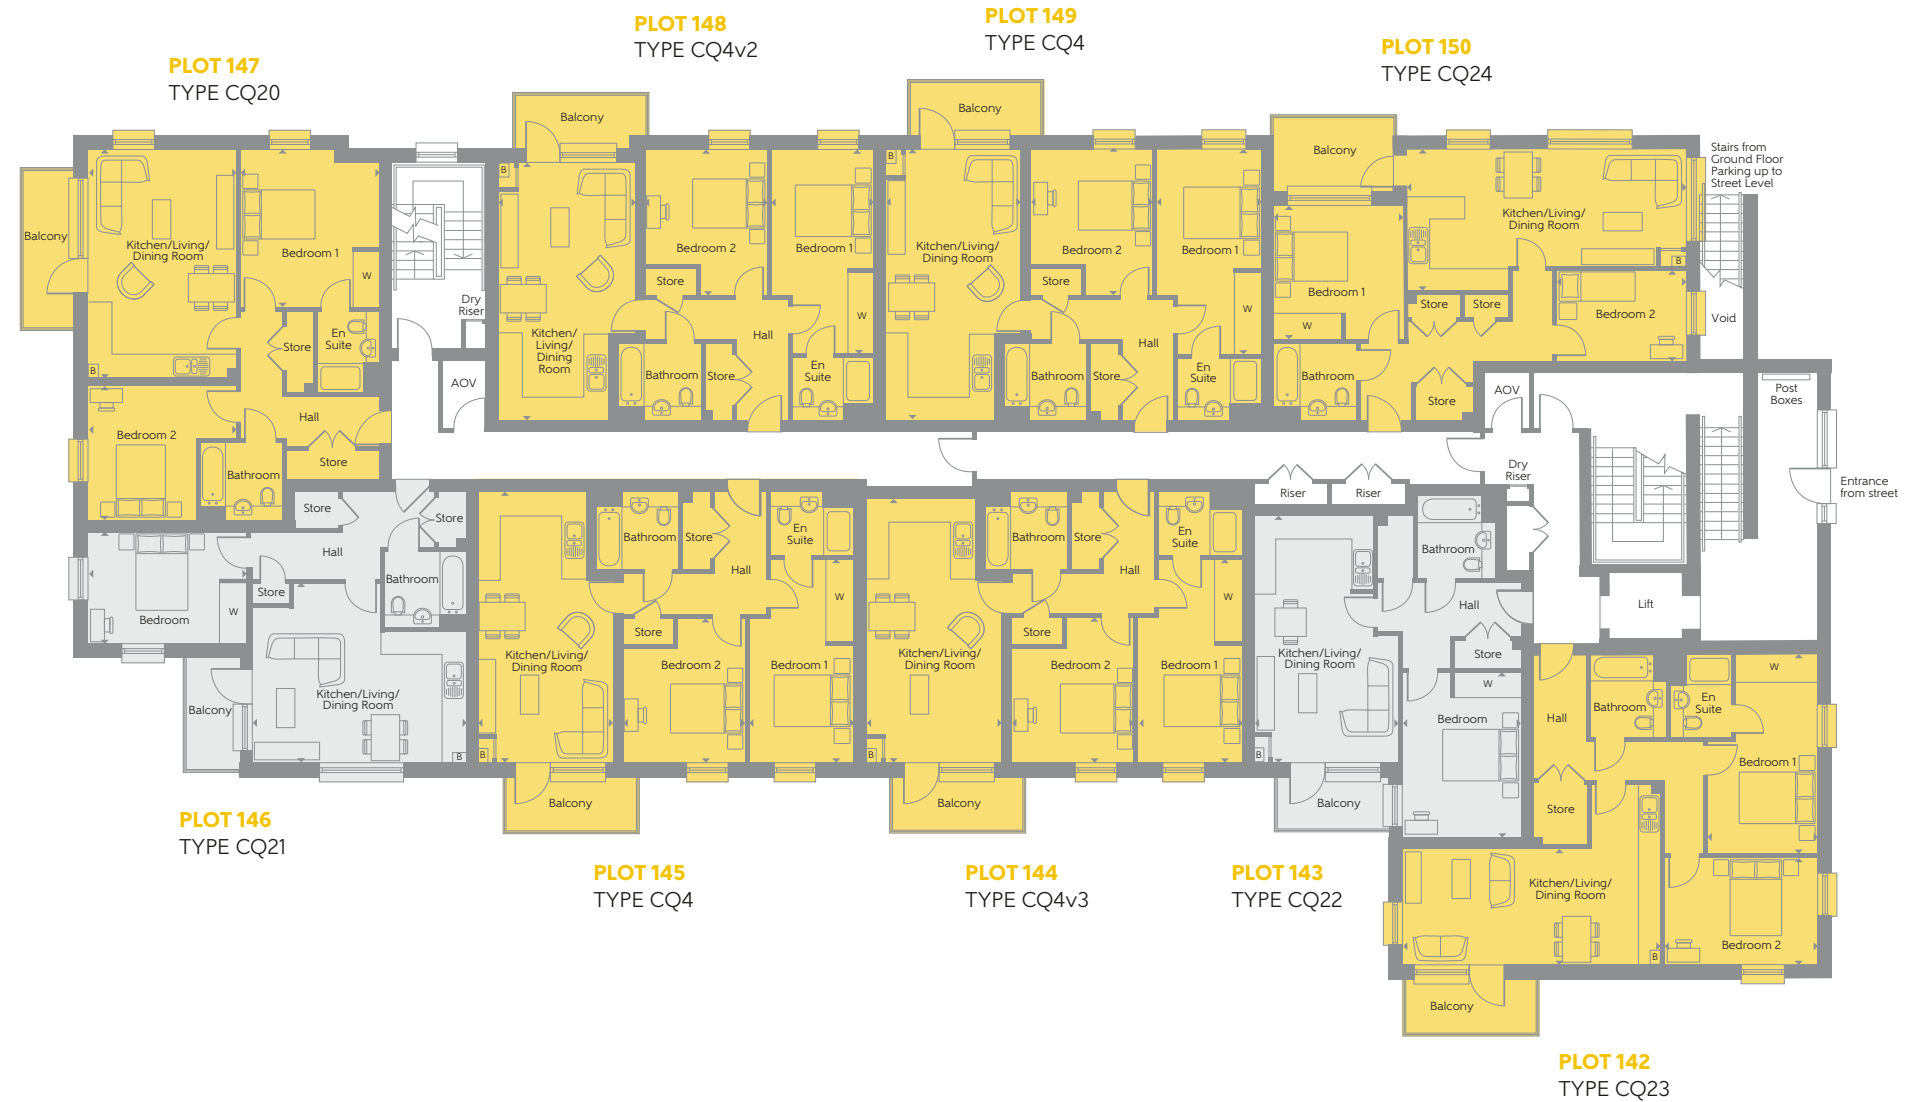 PLOT 147
TYPE CQ20
PLOT 148
TYPE CQ4v2
PLOT 149
TYPE CQ4
PLOT 150
TYPE CQ24
Balcony
Kitchen/Living/
Dining Room
Bedroom 1
W
En
Suite
Store
B
Bedroom 2
Hall
Store
Bathroom
Dry
Riser
AOV
Balcony
B
Kitchen/
Living/
Dining
Room
Bedroom 2
Bedroom 1
Store
W
Hall
Bathroom
Store
En
Suite
Balcony
B
Kitchen/Living/
Dining Room
Bedroom 2
Bedroom 1
Store
W
Hall
Bathroom
Store
En
Suite
Balcony
Kitchen/Living/
Dining Room
B
Bedroom 1
W
Store
Store
Bedroom 2
Bathroom
Store
Stairs from
Ground Floor
Parking up to
Street Level
Void
AOV
Post
Boxes
Dry
Riser
Riser
Riser
Entrance
from street
Lift
Store
Store
Hall
Bathroom
Store
Bedroom
W
Kitchen/Living/
Dining Room
Balcony
B
Bathroom
Store
En
Suite
Hall
W
Store
Kitchen/Living/
Dining Room
Bedroom 2
Bedroom 1
B
Balcony
Bathroom
Store
En
Suite
Hall
W
Store
Kitchen/Living/
Dining Room
Bedroom 2
Bedroom 1
B
Balcony
Bathroom
Hall
Store
Kitchen/Living/
Dining Room
W
Bedroom
B
Balcony
W
Bathroom
En
Suite
Hall
Bedroom 1
Store
Kitchen/Living/
Dining Room
Bedroom 2
B
Balcony
PLOT 146
TYPE CQ21
PLOT 145
TYPE CQ4
PLOT 144
TYPE CQ4v3
PLOT 143
TYPE CQ22
PLOT 142
TYPE CQ23